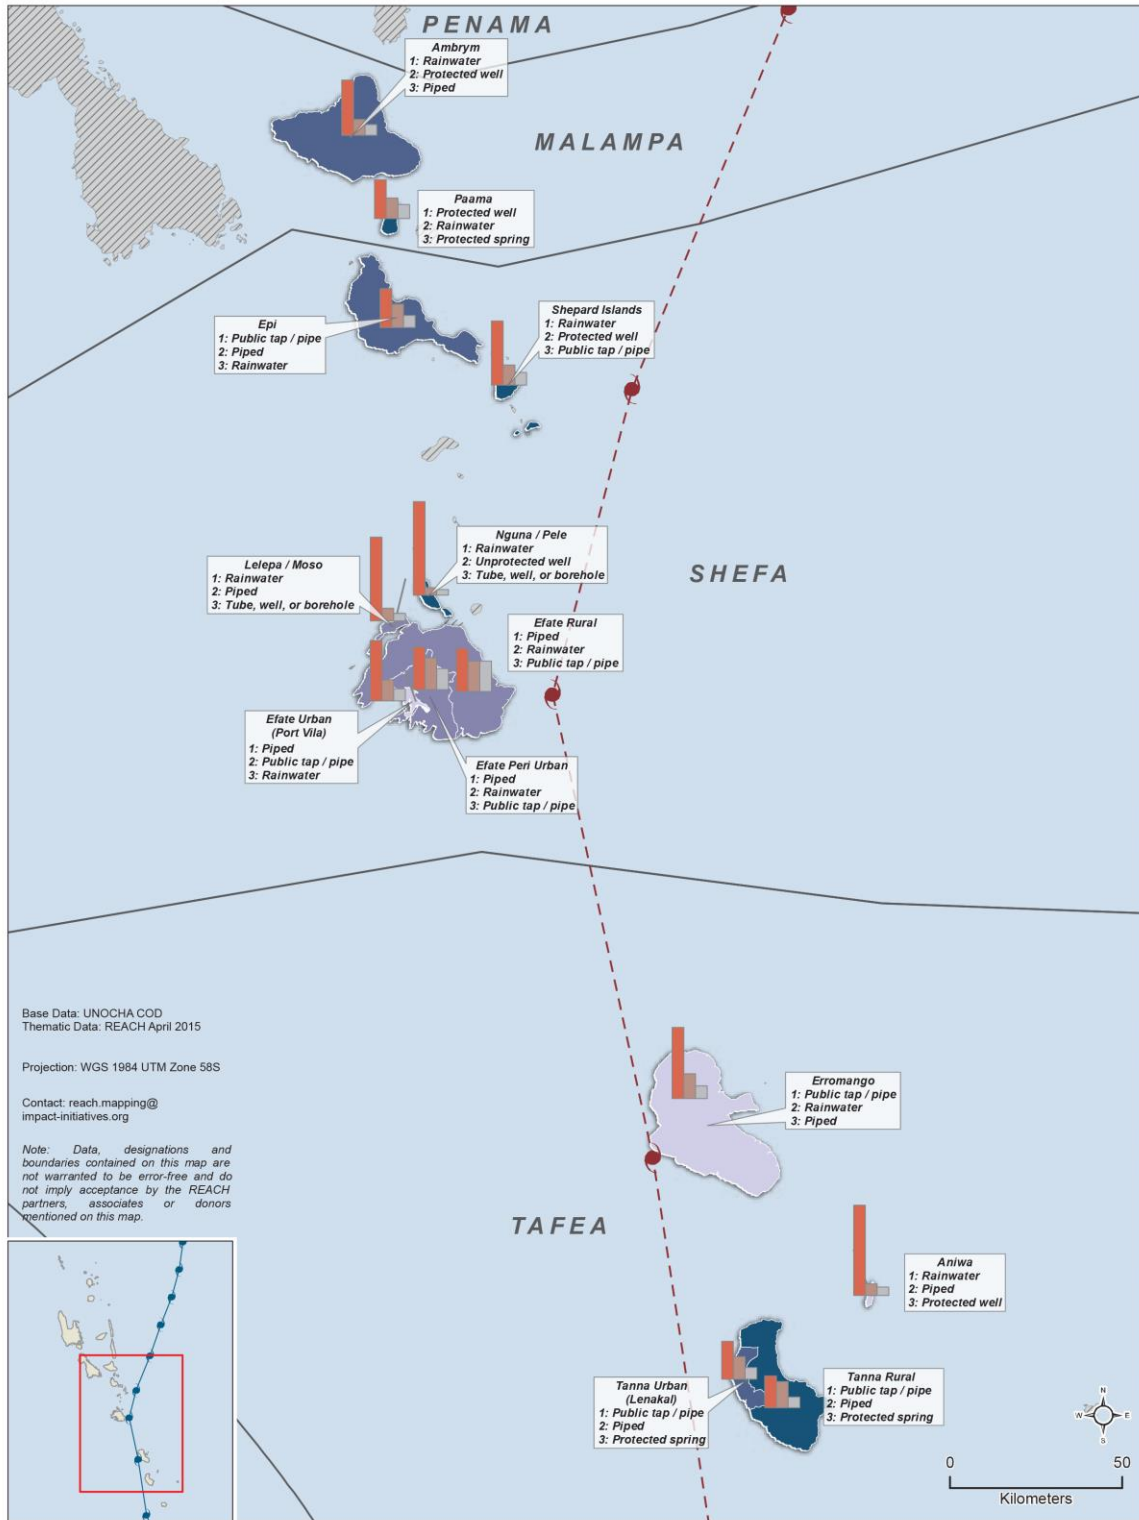 PENAMA
Ambrym
1: Rainwater
2: Protected well
3: Piped
MALAMPA
Paama
1: Protected well
2: Rainwater
3: Protected spring
Epi
1: Public tap / pipe
2: Piped
3: Rainwater
Shepard Islands
1: Rainwater
2: Protected well
3: Public tap / pipe
Nguna / Pele
1: Rainwater
2: Unprotected well
3: Tube, well, or borehole
Lelepa / Moso
1: Rainwater
2: Piped
3: Tube, well, or borehole
SHEFA
Efate Rural
1: Piped
2: Rainwater
3: Public tap / pipe
Efate Urban
(Port Vila)
1: Piped
2: Public tap / pipe
3: Rainwater
Efate Peri Urban
1: Piped
2: Rainwater
3: Public tap / pipe
Base Data: UNOCHA COD
Thematic Data: REACH April 2015
Projection: WGS 1984 UTM Zone 58S
Contact: reach.mapping@
impact-initiatives.org
Note: Data, designations and
boundaries contained on this map are
not warranted to be error-free and do
not imply acceptance by the REACH
partners, associates or donors
mentioned on this map.
Erromango
1: Public tap / pipe
2: Rainwater
3: Piped
TAFEA
Aniwa
1: Rainwater
2: Piped
3: Protected well
Tanna Urban
(Lenakal)
1: Public tap / pipe
2: Piped
3: Protected spring
Tanna Rural
1: Public tap / pipe
2: Piped
3: Protected spring
N
W
E
S
0 50
Kilometers